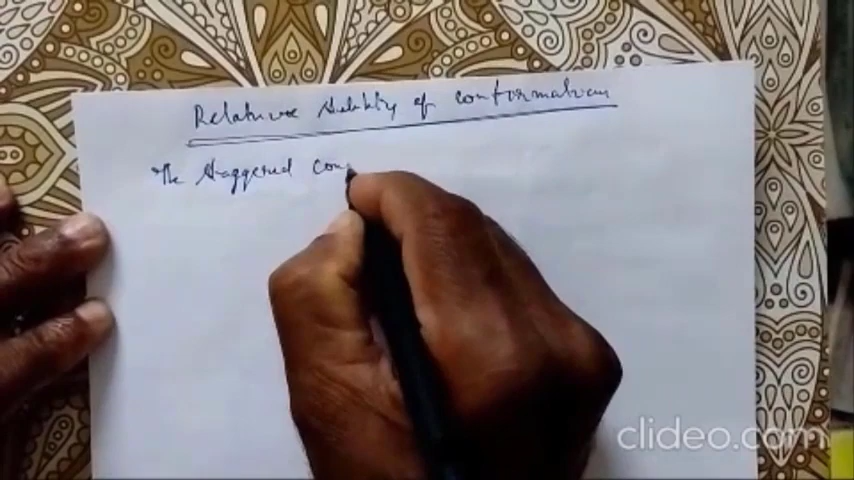 Relative stability of conformation
The staggered con
clideo.com